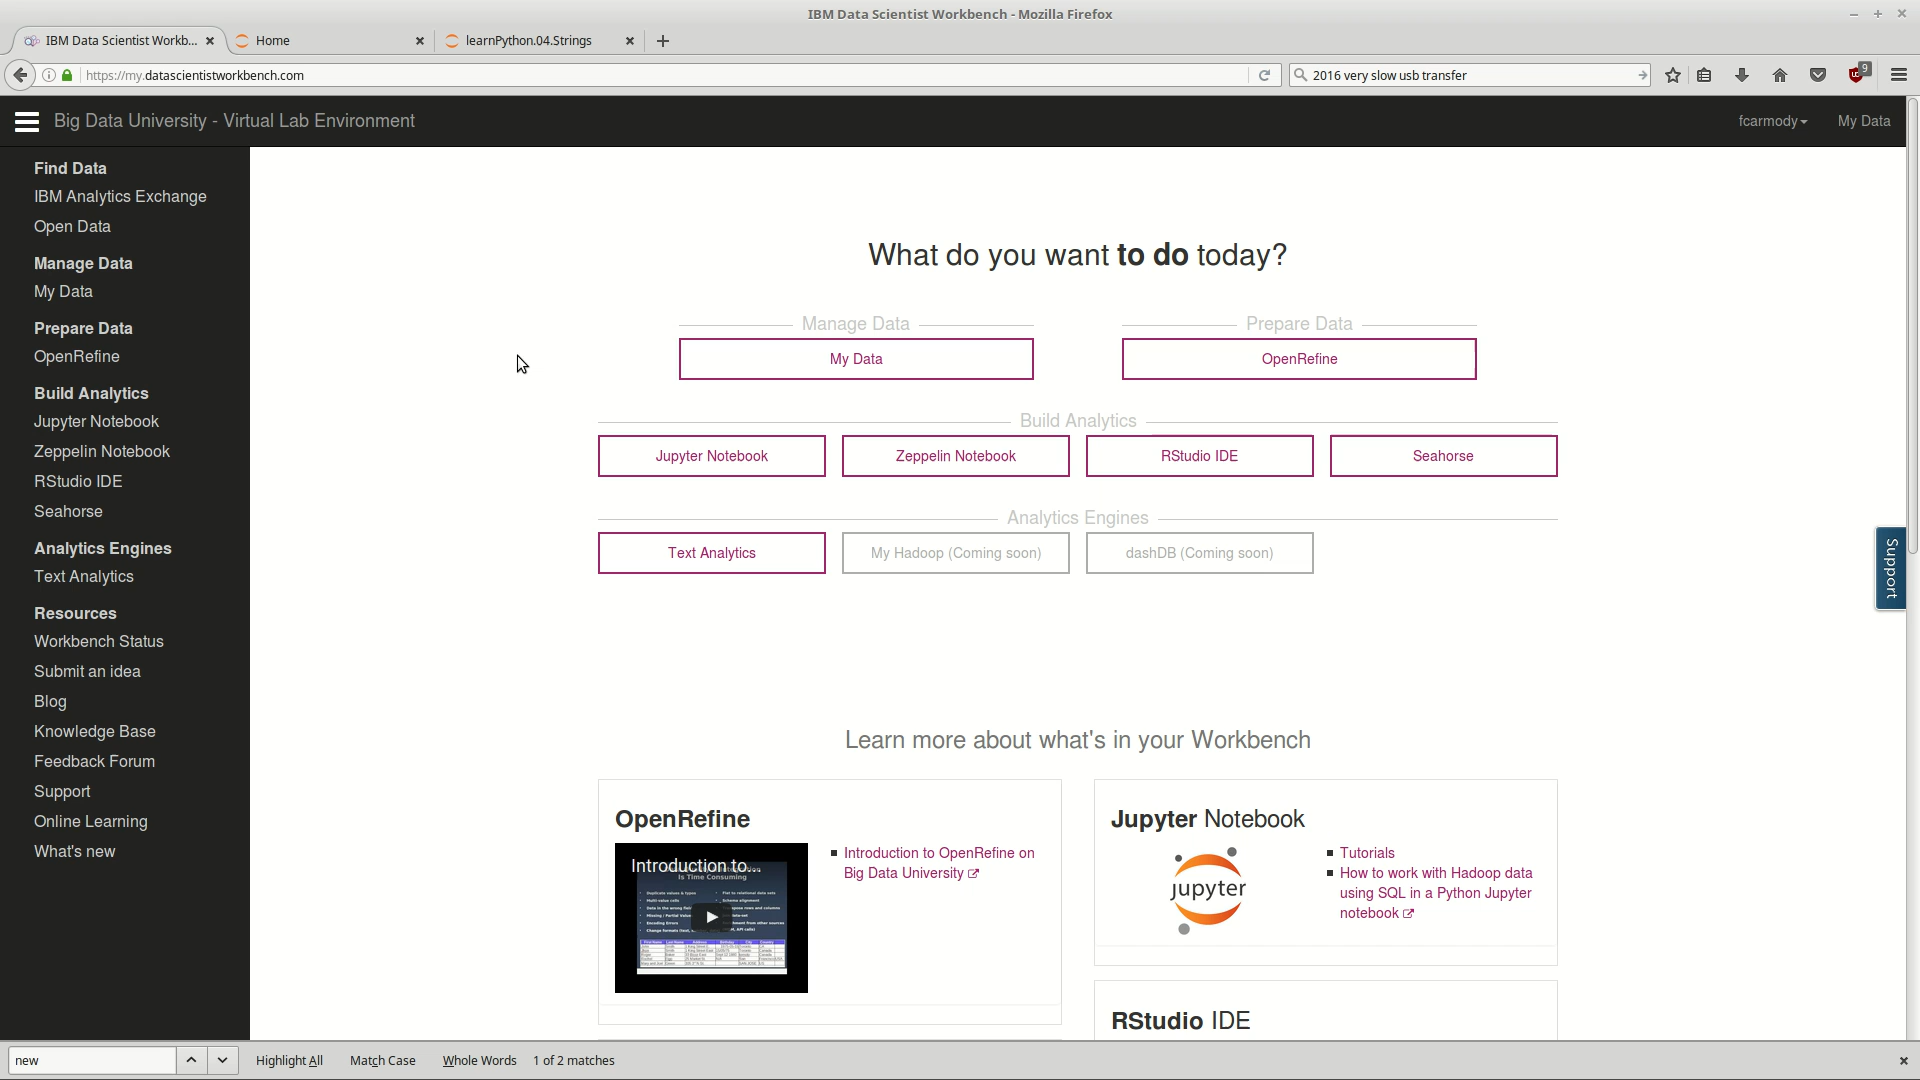 IBM Data Scientist Workbench - Mozilla Firefox
IBM Data Scientist Workb...
Home
learnPython.04.Strings
https://my.datascientistworkbench.com
2016 very slow usb transfer
9
Big Data University - Virtual Lab Environment
fcarmody
My Data
Find Data
IBM Analytics Exchange
Open Data
Manage Data
My Data
Prepare Data
OpenRefine
Build Analytics
Jupyter Notebook
Zeppelin Notebook
RStudio IDE
Seahorse
Analytics Engines
Text Analytics
Resources
Workbench Status
Submit an idea
Blog
Knowledge Base
Feedback Forum
Support
Online Learning
What's new
What do you want to do today?
Manage Data
My Data
Prepare Data
OpenRefine
Build Analytics
Jupyter Notebook
Zeppelin Notebook
RStudio IDE
Seahorse
Analytics Engines
Text Analytics
My Hadoop (Coming soon)
dashDB (Coming soon)
Support
Learn more about what's in your Workbench
OpenRefine
Introduction to...
Is Time Consuming
Introduction to OpenRefine on
Big Data University
Jupyter Notebook
jupyter
Tutorials
How to work with Hadoop data
using SQL in a Python Jupyter
notebook
RStudio IDE
new
Highlight All
Match Case
Whole Words
1 of 2 matches